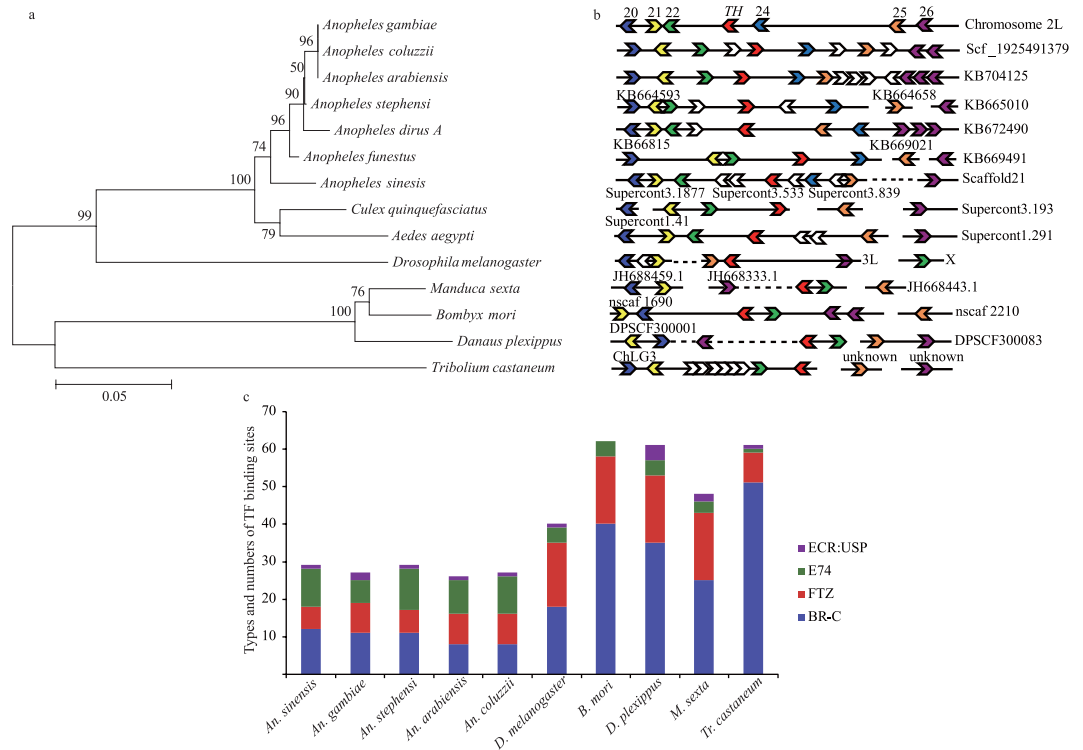 a
Anopheles gambiae
Anopheles coluzzii
Anopheles arabiensis
Anopheles stephensi
Anopheles dirus A
Anopheles funestus
Anopheles sinesis
Culex quinquefasciatus
Aedes aegypti
Drosophila melanogaster
Manduca sexta
Bombyx mori
Danaus plexippus
Tribolium castaneum
96
50
90
96
74
100
79
99
76
100
0.05
b
20 21 22 TH 24 25 26
Chromosome 2L
Scf_1925491379
KB704125
KB664593 KB664658
KB665010
KB672490
KB66815 KB669021
KB669491
Scaffold21
Supercont3.1877 Supercont3.533 Supercont3.839
Supercont3.193
Supercont1.41
Supercont1.291
3L X
JH688459.1 JH668333.1
JH668443.1
nscaf 1690
nscaf 2210
DPSCF300001
DPSCF300083
ChLG3 unknown unknown
c
Types and numbers of TF binding sites
70
60
50
40
30
20
10
An. sinensis
An. gambiae
An. stephensi
An. arabiensis
An. coluzzii
D. melanogaster
B. mori
D. plexippus
M. sexta
Tr. castaneum
ECR:USP
E74
FTZ
BR-C